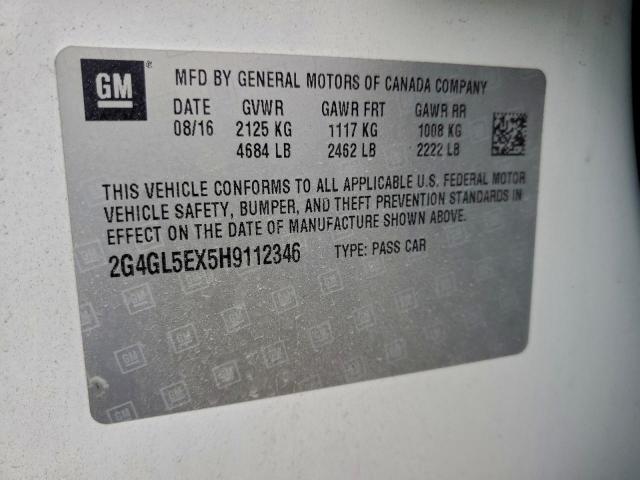 GM
MFD BY GENERAL MOTORS OF CANADA COMPANY
DATE GVWR GAWR FRT GAWR RR
08/16 2125 KG 1117 KG 1008 KG
4684 LB 2462 LB 2222 LB
THIS VEHICLE CONFORMS TO ALL APPLICABLE U.S. FEDERAL MOTOR
VEHICLE SAFETY, BUMPER, AND THEFT PREVENTION STANDARDS IN
EFFECT ON THE DATE OF MANUFACTURE SHOWN ABOVE.
2G4GL5EX5H9112346 TYPE: PASS CAR